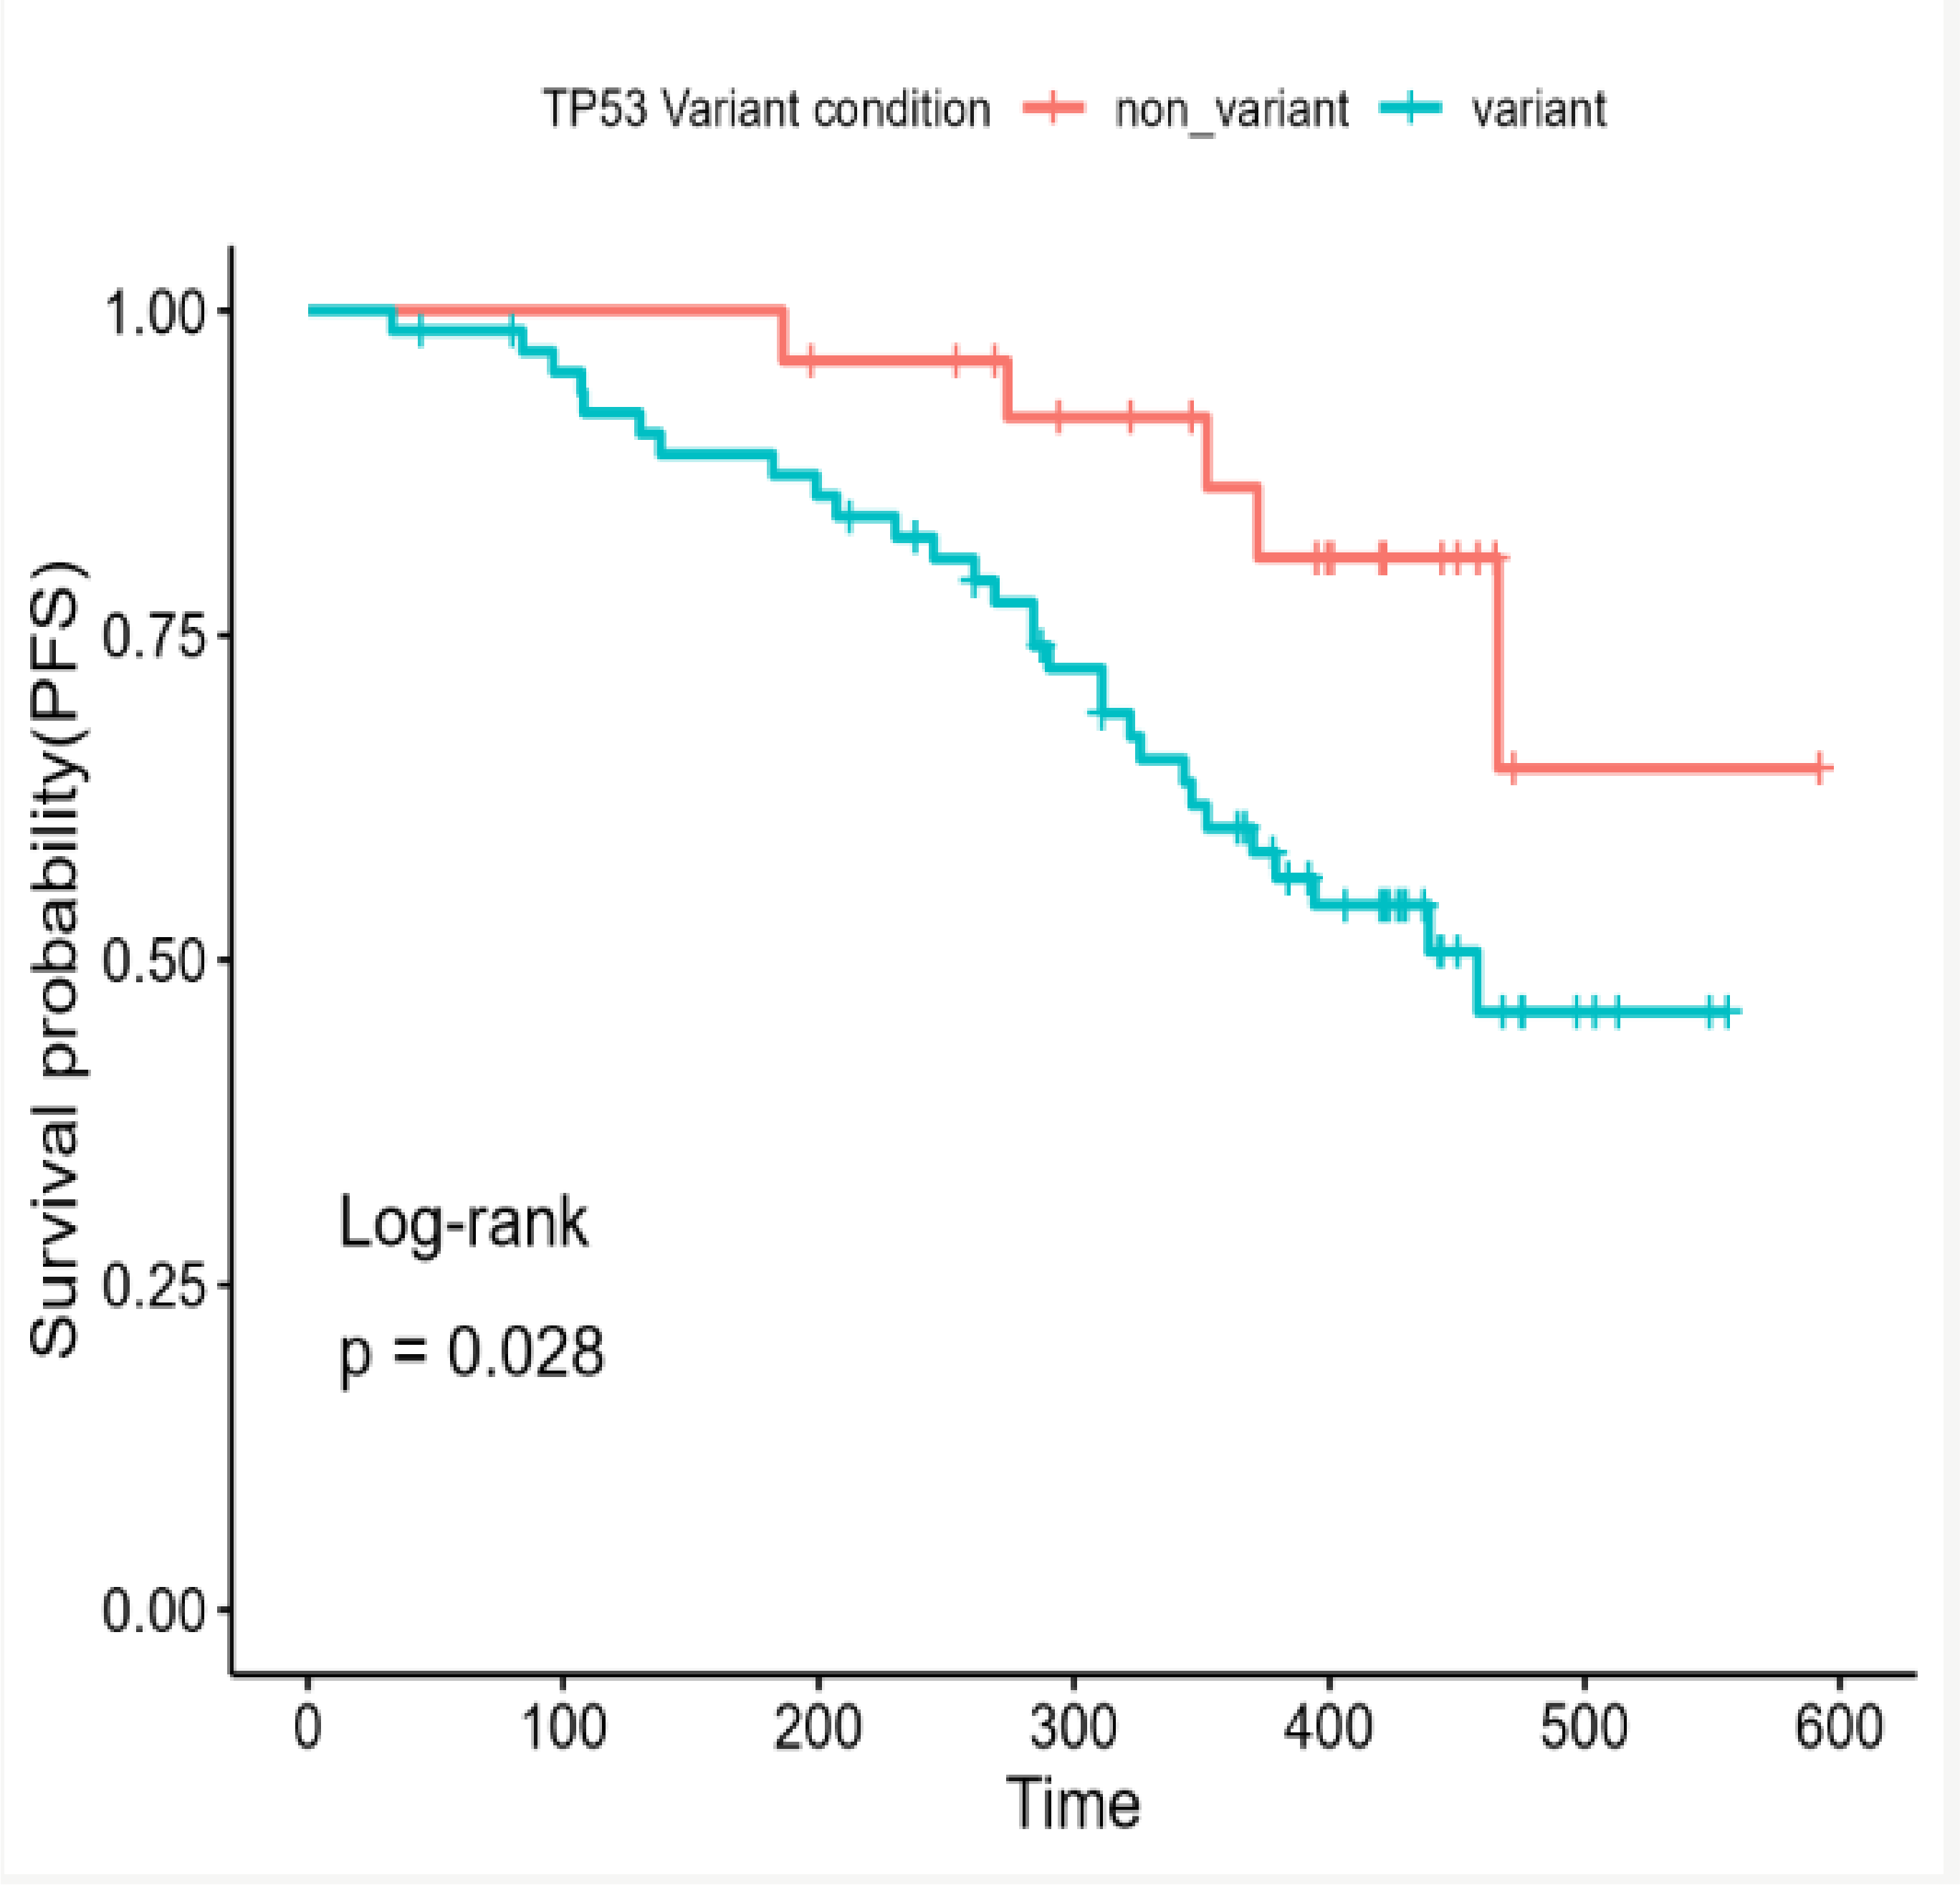 TP53 Variant condition non_variant variant
Survival probability(PFS)
1.00
0.75
0.50
0.25
0.00
Log-rank
p = 0.028
0 100 200 300 400 500 600
Time